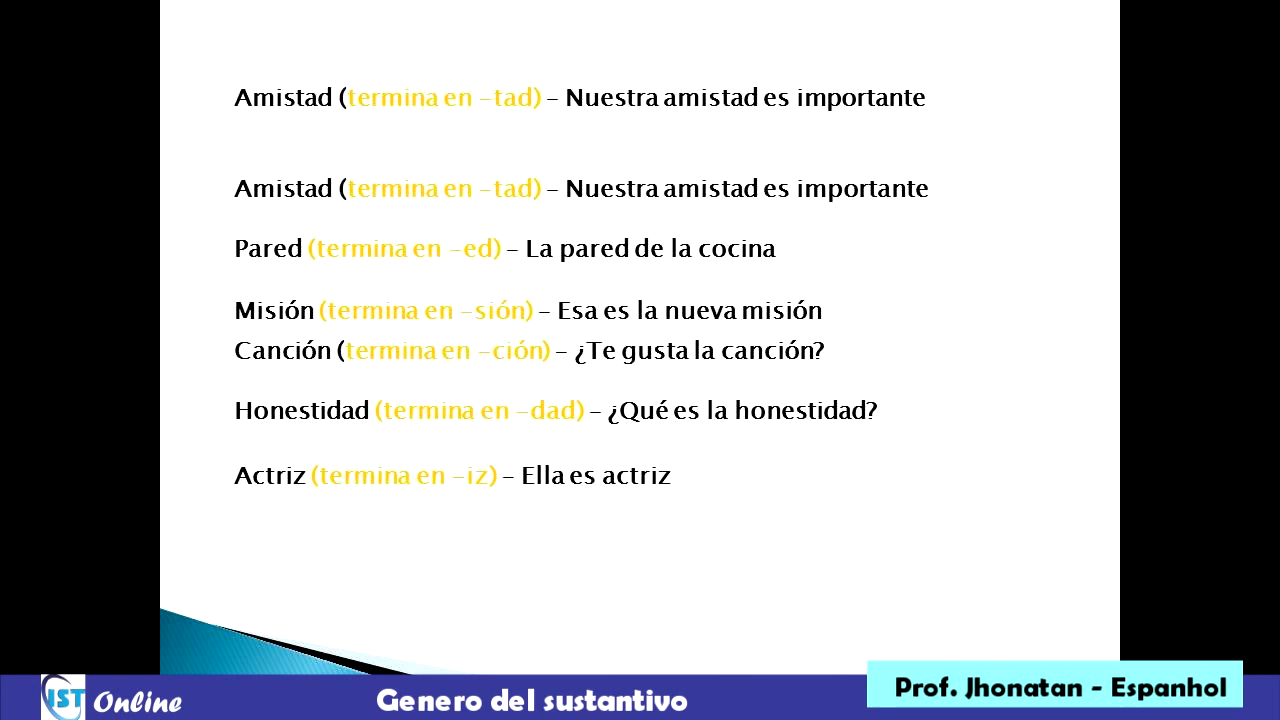 Amistad (termina en -tad) - Nuestra amistad es importante
Amistad (termina en -tad) - Nuestra amistad es importante
Pared (termina en -ed) - La pared de la cocina
Misión (termina en -sión) - Esa es la nueva misión
Canción (termina en -ción) - ¿Te gusta la canción?
Honestidad (termina en -dad) - ¿Qué es la honestidad?
Actriz (termina en -iz) - Ella es actriz
IST Online
Genero del sustantivo
Prof. Jhonatan - Espanhol